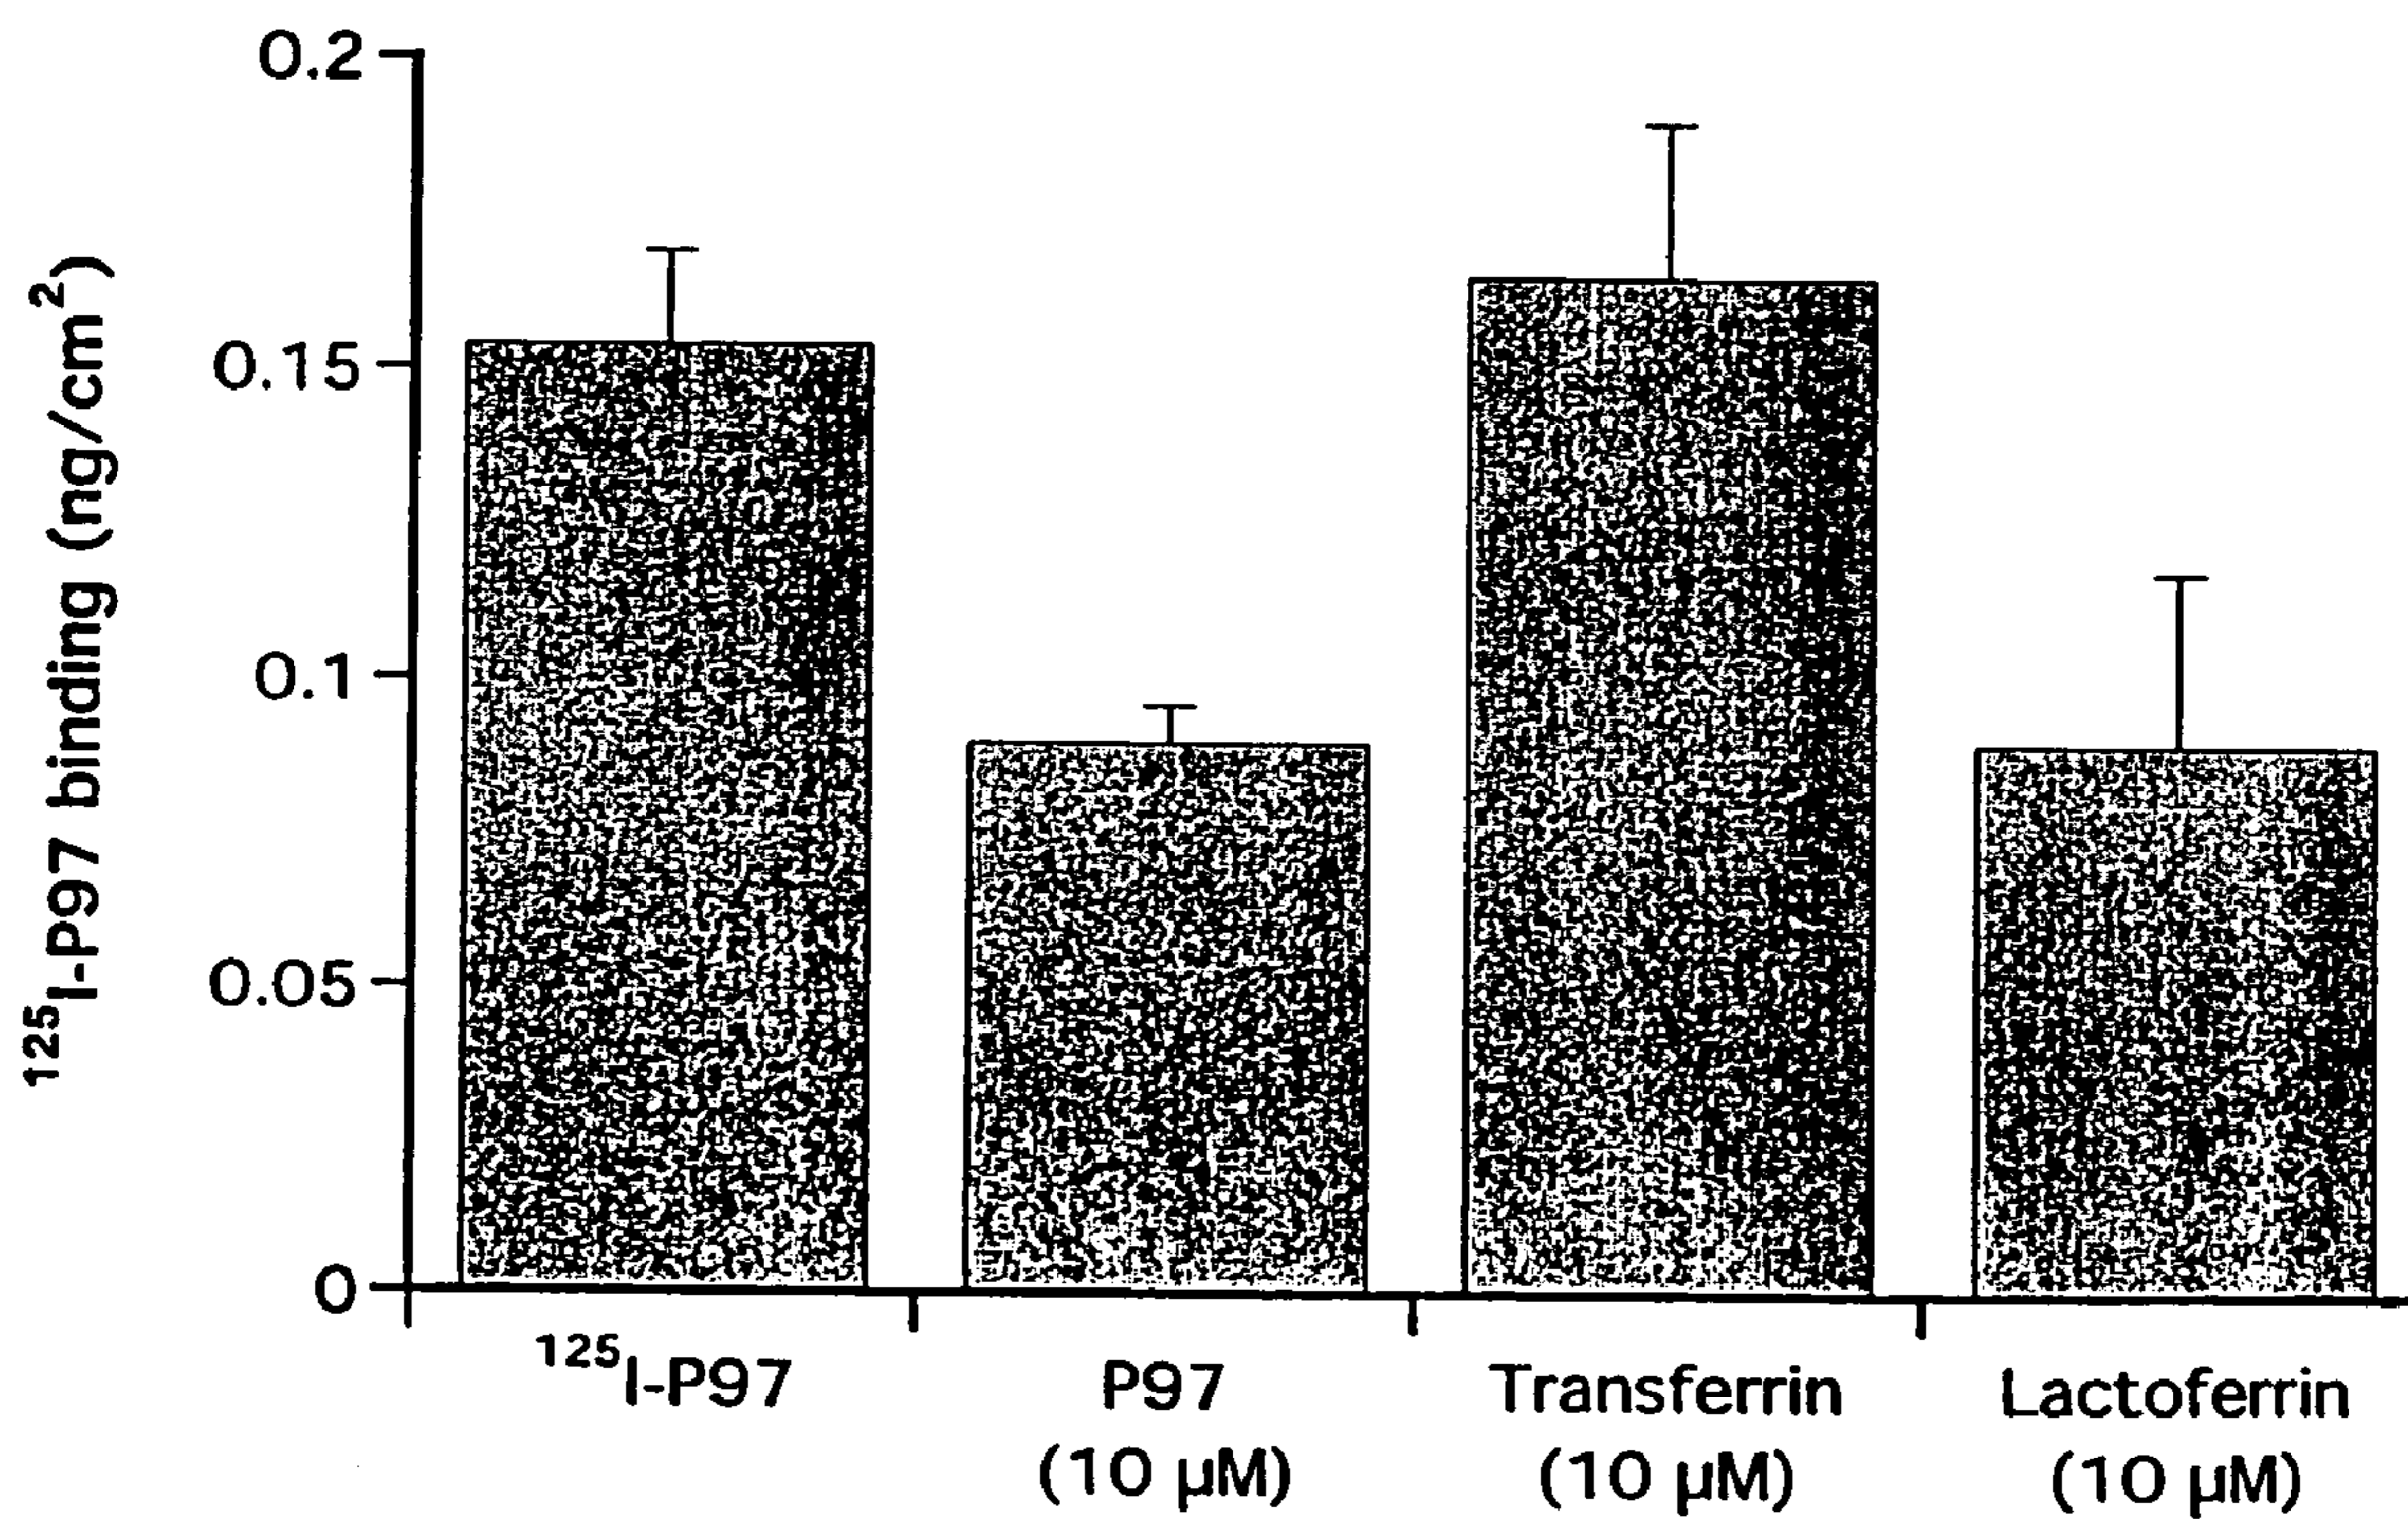 0.2
0.15
0.1
0.05
0
¹²⁵I-P97 binding (ng/cm²)
¹²⁵I-P97
P97
(10 µM)
Transferrin
(10 µM)
Lactoferrin
(10 µM)